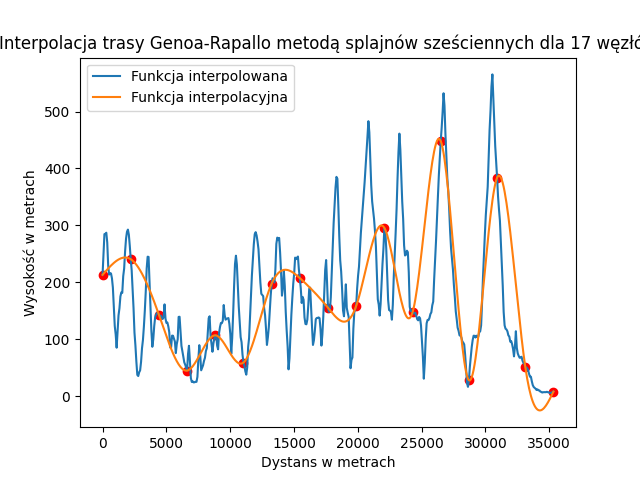 Interpolacja trasy Genoa-Rapallo metodą splajnów sześciennych dla 17
Funkcja interpolowana
Funkcja interpolacyjna
Wysokość w metrach
500
400
300
200
100
0
0 5000 10000 15000 20000 25000 30000 35000
Dystans w metrach